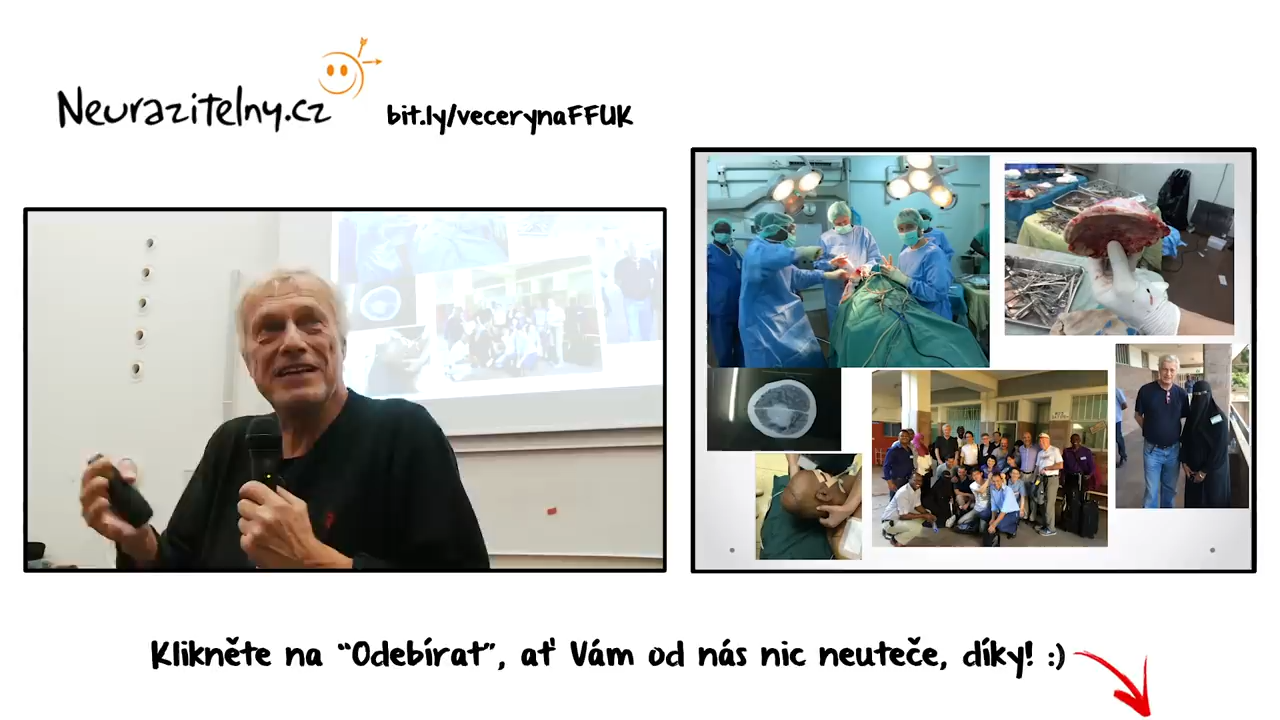 Neurazitelny.cz
bit.ly/vecerynaFFUK
Klikněte na “Odebírat”, ať Vám od nás nic neuteče, díky! :)